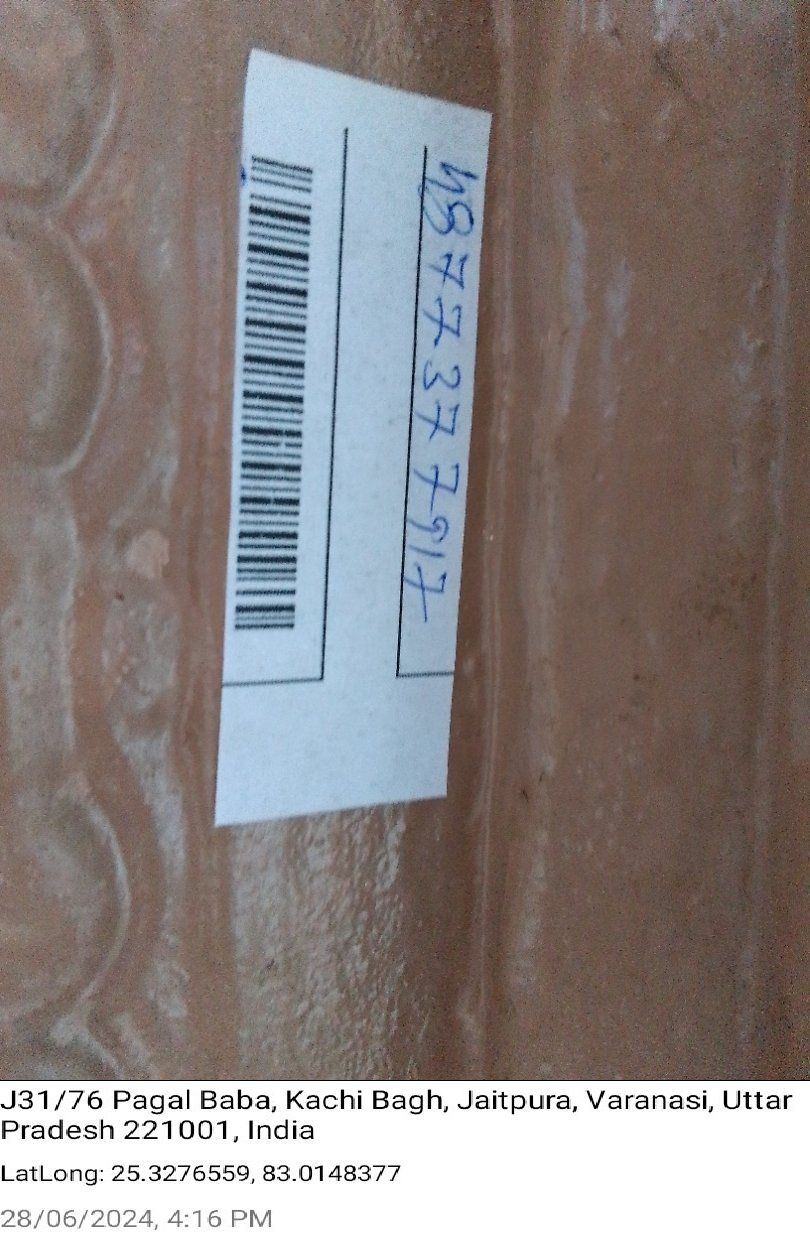 4877377917
J31/76 Pagal Baba, Kachi Bagh, Jaitpura, Varanasi, Uttar
Pradesh 221001, India
LatLong: 25.3276559, 83.0148377
28/06/2024, 4:16 PM